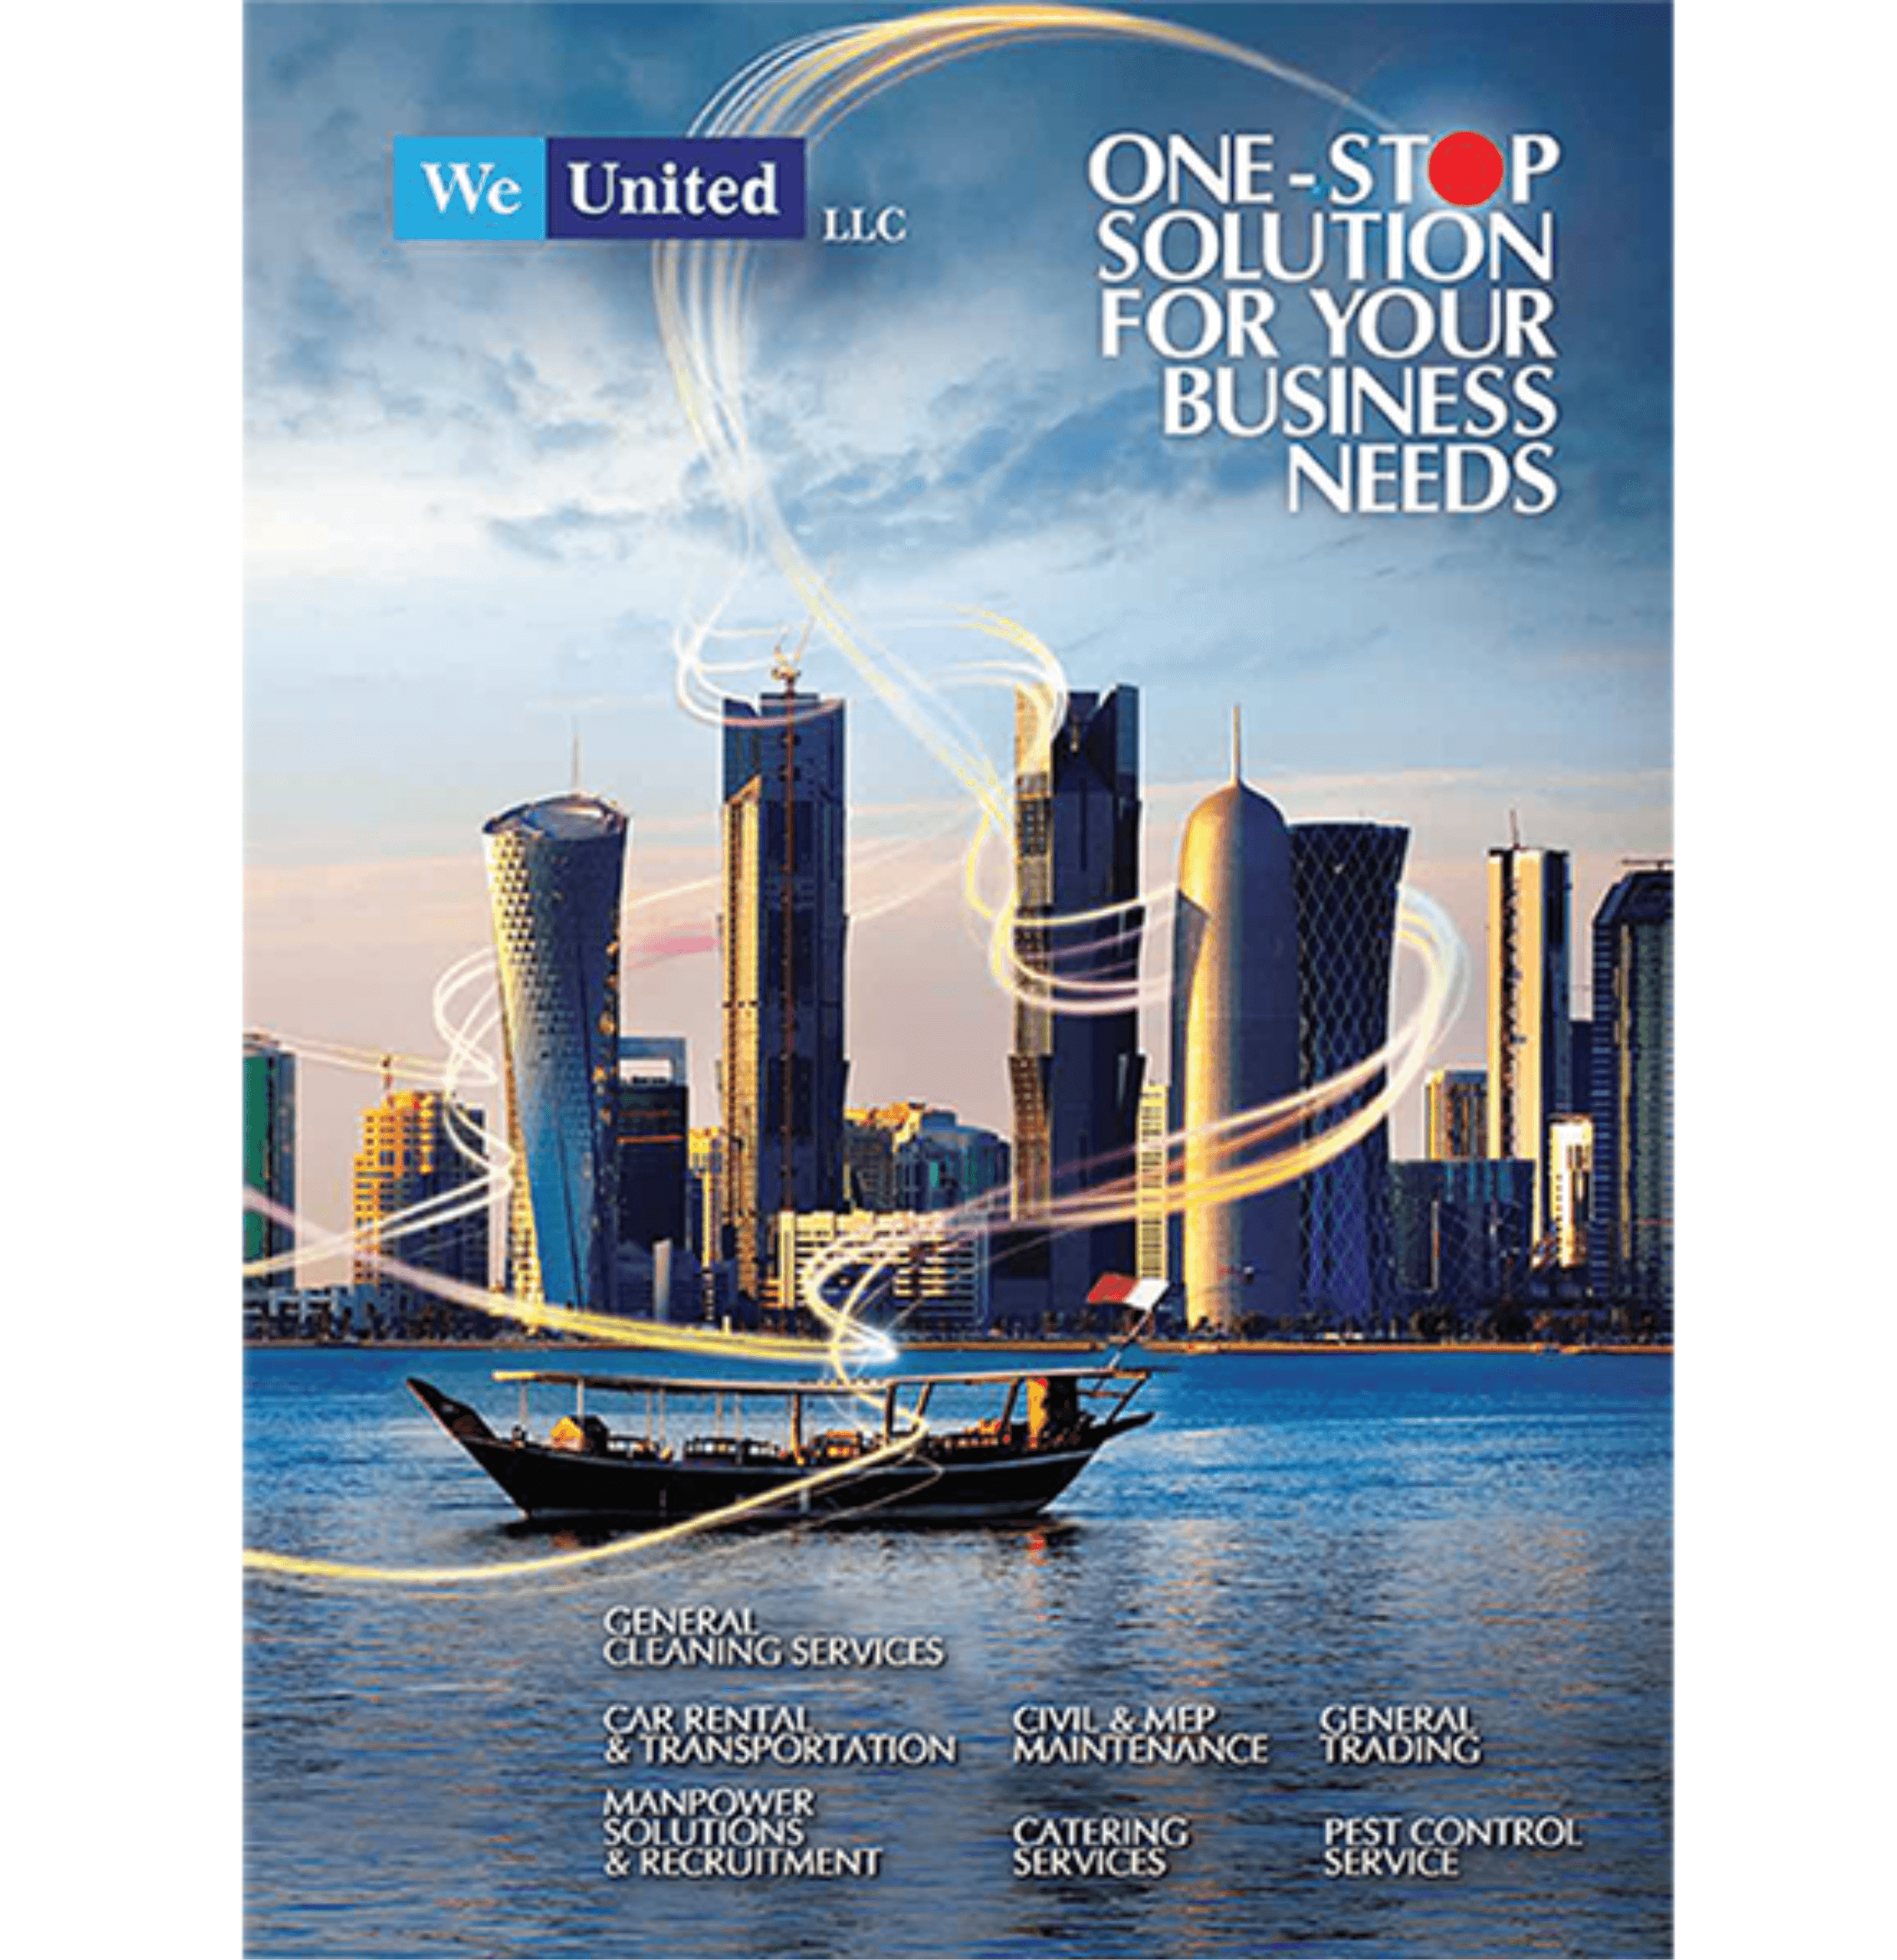 We United LLC
ONE-STOP
SOLUTION
FOR YOUR
BUSINESS
NEEDS
GENERAL
CLEANING SERVICES
CAR RENTAL
& TRANSPORTATION
CIVIL & MEP
MAINTENANCE
GENERAL
TRADING
MANPOWER
SOLUTIONS
& RECRUITMENT
CATERING
SERVICES
PEST CONTROL
SERVICE